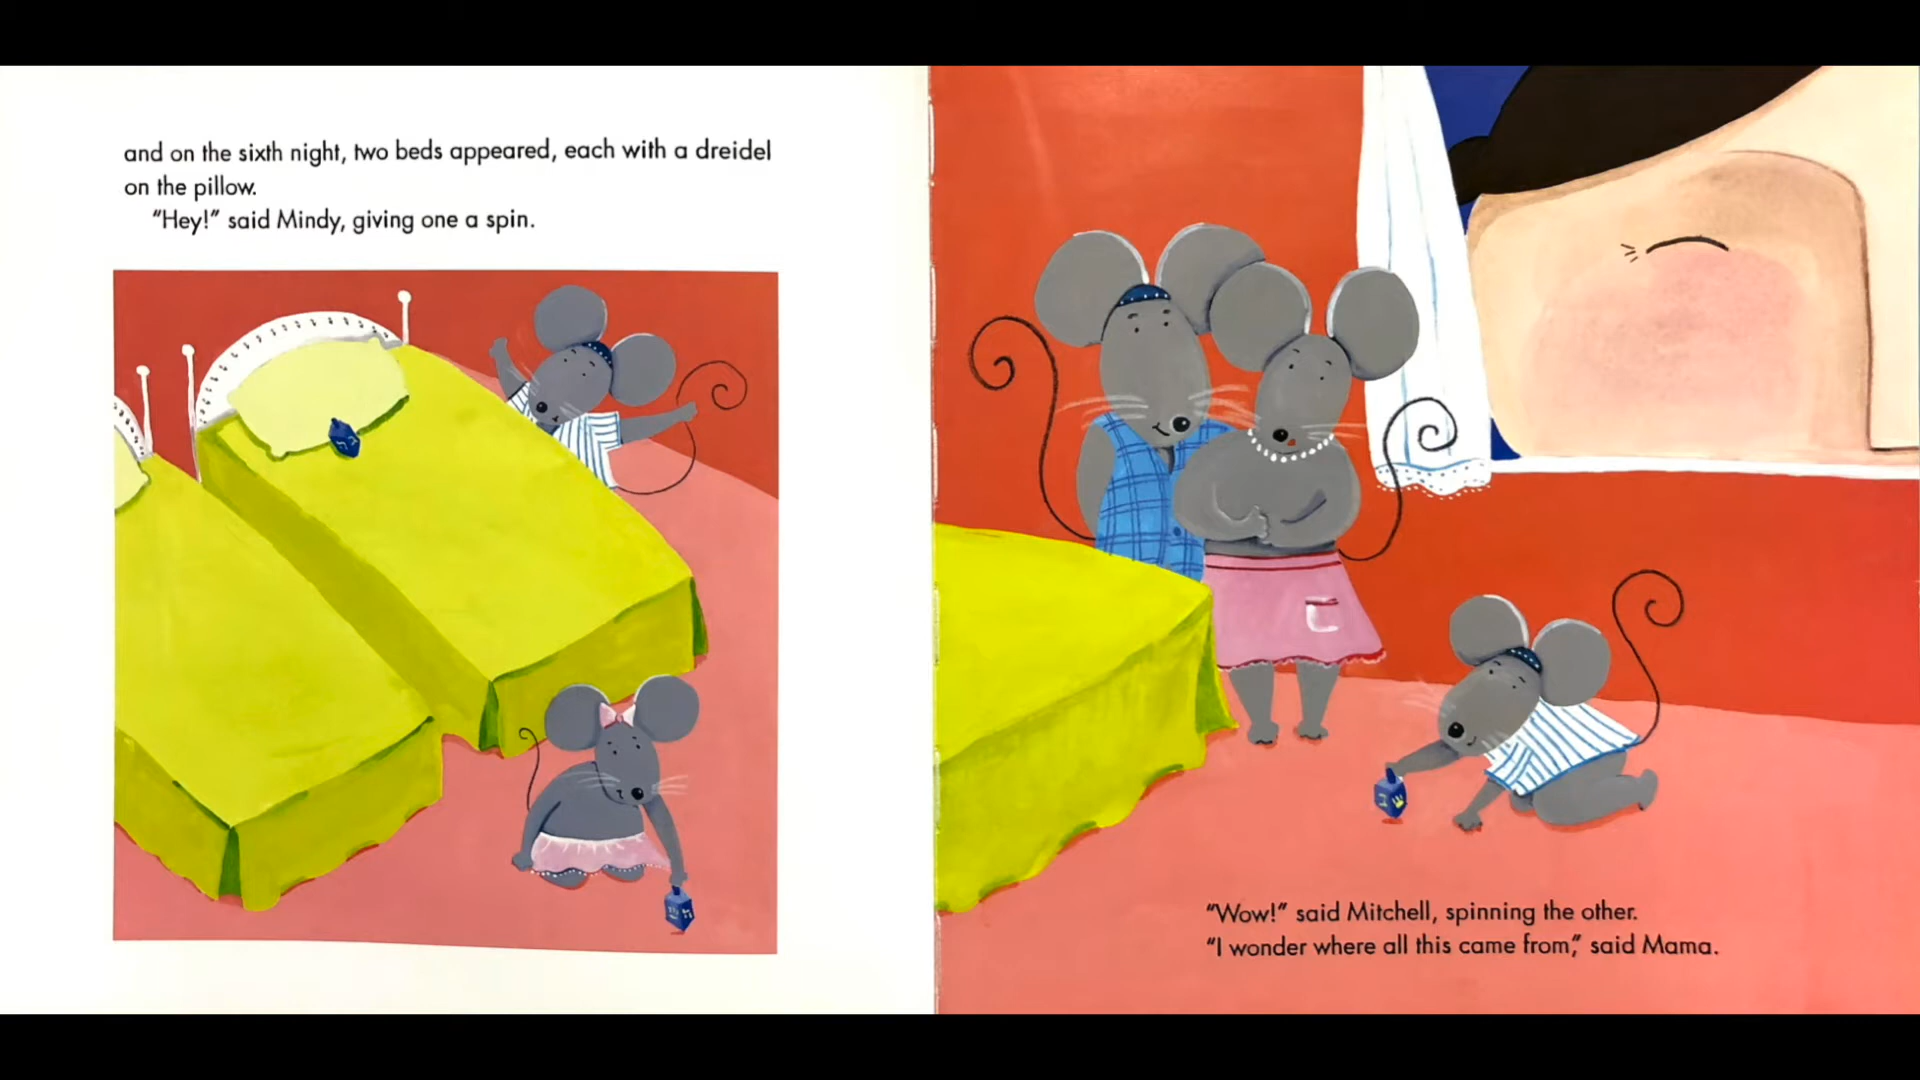 and on the sixth night, two beds appeared, each with a dreidel
on the pillow.
“Hey!” said Mindy, giving one a spin.
“Wow!” said Mitchell, spinning the other.
“I wonder where all this came from,” said Mama.